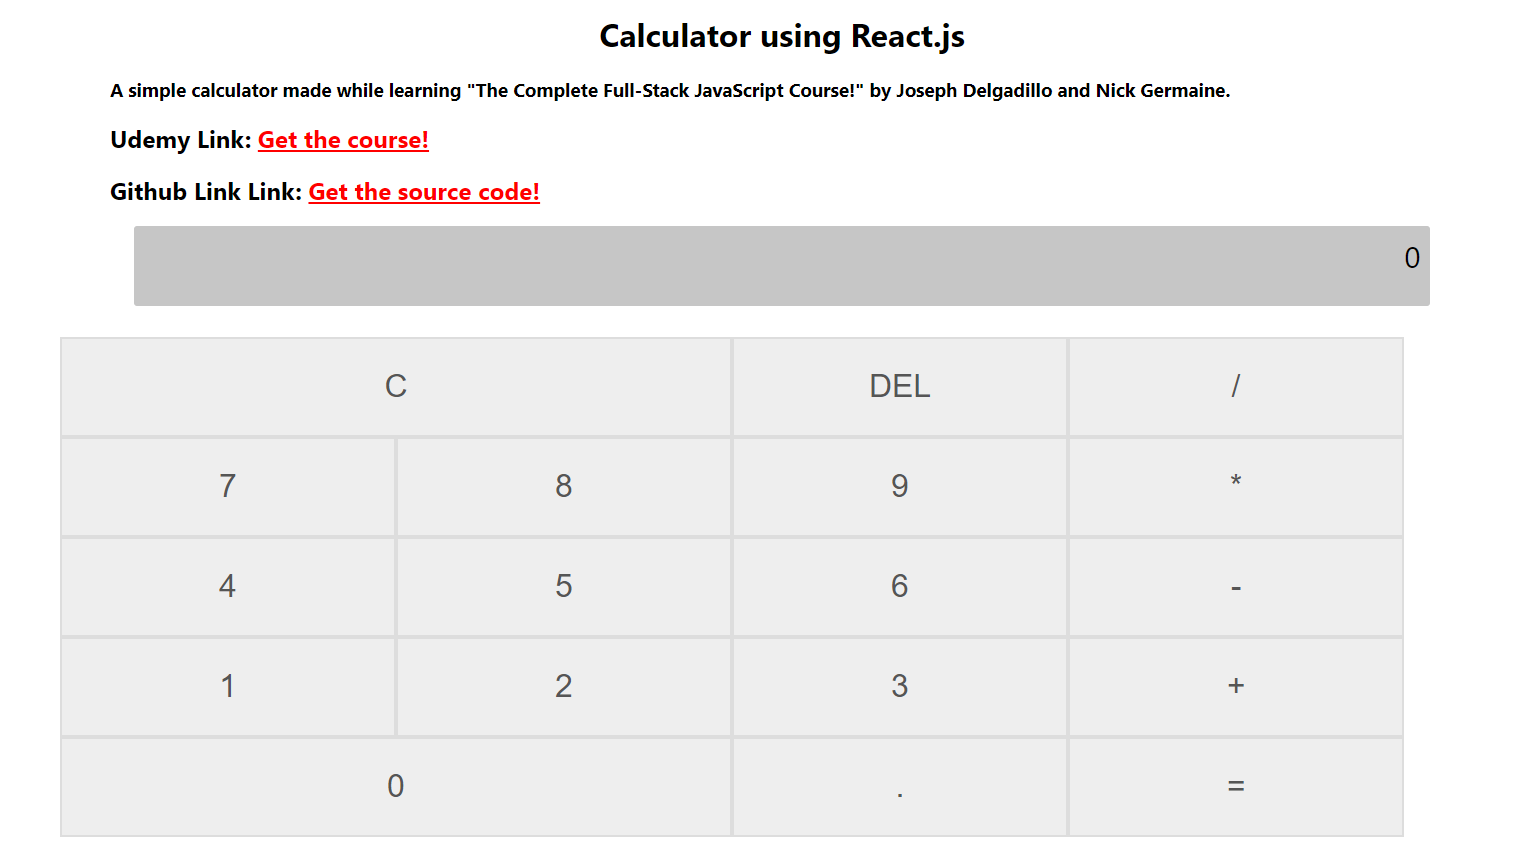 Calculator using React.js
A simple calculator made while learning "The Complete Full-Stack JavaScript Course!" by Joseph Delgadillo and Nick Germaine.
Udemy Link: Get the course!
Github Link Link: Get the source code!
0
C DEL /
7 8 9 *
4 5 6 -
1 2 3 +
0 . =